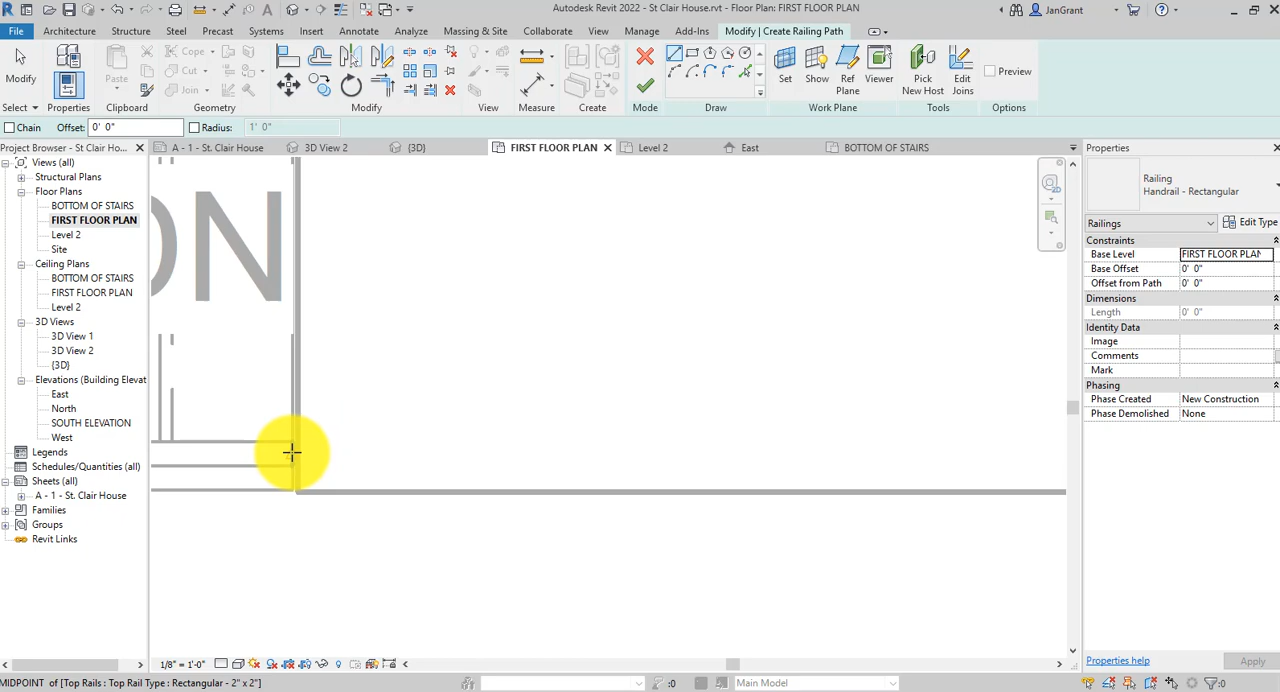 Autodesk Revit 2022 - St Clair House.rvt - Floor Plan: FIRST FLOOR PLAN
JanGrant
File Architecture Structure Steel Precast Systems Insert Annotate Analyze Massing & Site Collaborate View Manage Add-Ins Modify | Create Railing Path
Modify
Properties
Paste
Cope
Cut
Join
Set Show Ref Plane Viewer
Pick New Host
Edit Joins
Preview
Select Properties Clipboard Geometry Modify View Measure Create Mode Draw Work Plane Tools Options
Chain Offset: 0' 0" Radius: 1' 0"
Project Browser - St Clair Ho...
A - 1 - St. Clair House 3D View 2 {3D} FIRST FLOOR PLAN Level 2 East BOTTOM OF STAIRS
Properties
Views (all)
Structural Plans
Floor Plans
BOTTOM OF STAIRS
FIRST FLOOR PLAN
Level 2
Site
Ceiling Plans
BOTTOM OF STAIRS
FIRST FLOOR PLAN
Level 2
3D Views
3D View 1
3D View 2
{3D}
Elevations (Building Elevat
East
North
SOUTH ELEVATION
West
Legends
Schedules/Quantities (all)
Sheets (all)
A - 1 - St. Clair House
Families
Groups
Revit Links
ON
Railing
Handrail - Rectangular
Railings Edit Type
Constraints
Base Level FIRST FLOOR PLAN
Base Offset 0' 0"
Offset from Path 0' 0"
Dimensions
Length 0' 0"
Identity Data
Image
Comments
Mark
Phasing
Phase Created New Construction
Phase Demolished None
Properties help Apply
1/8" = 1'-0"
MIDPOINT of [Top Rails : Top Rail Type : Rectangular - 2" x 2"]
:0
Main Model
:0